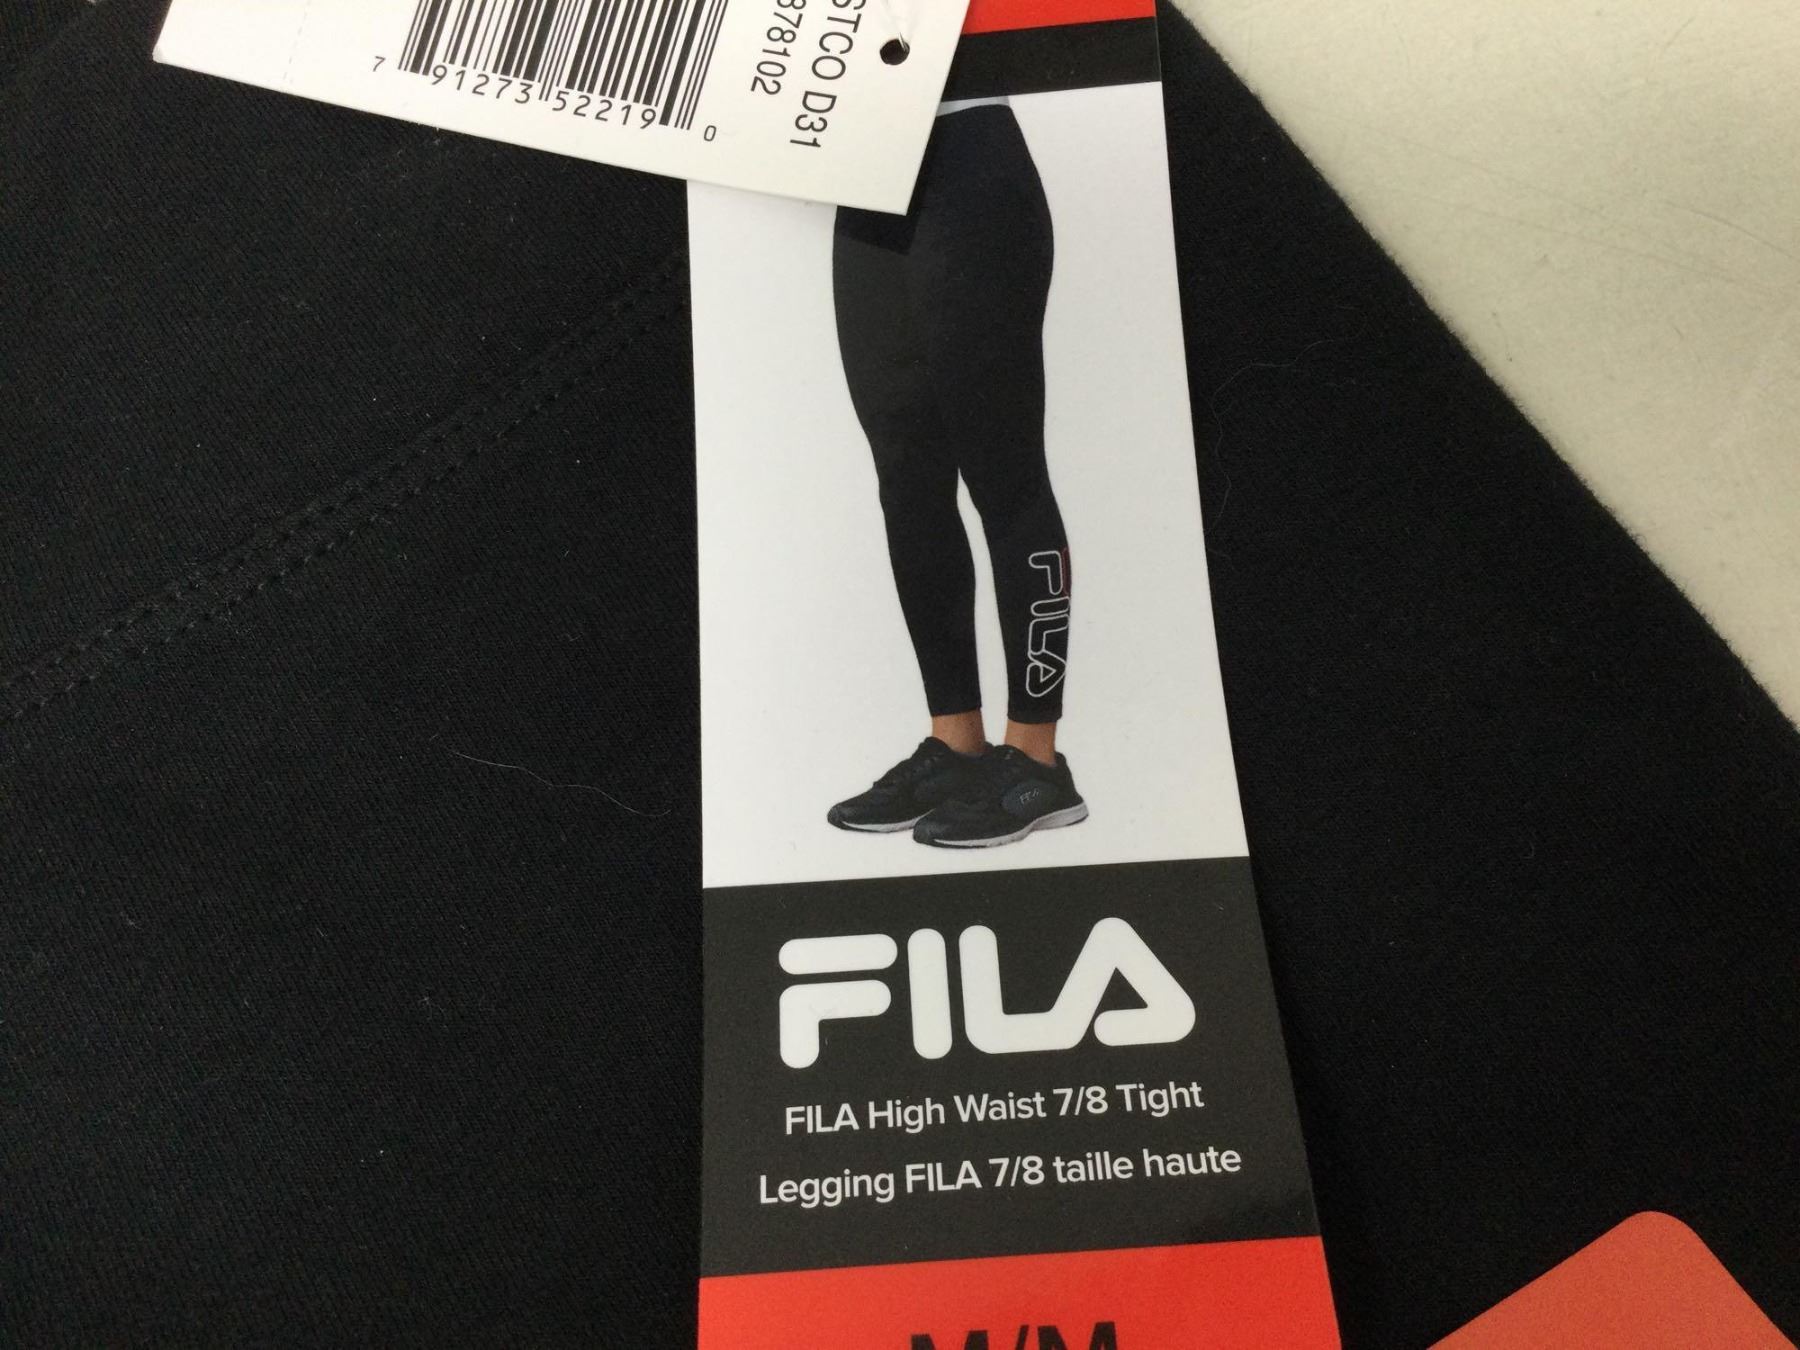 STCO D31
878102
7 91273 52219 0
FILA
FILA
FILA High Waist 7/8 Tight
Legging FILA 7/8 taille haute
M/M